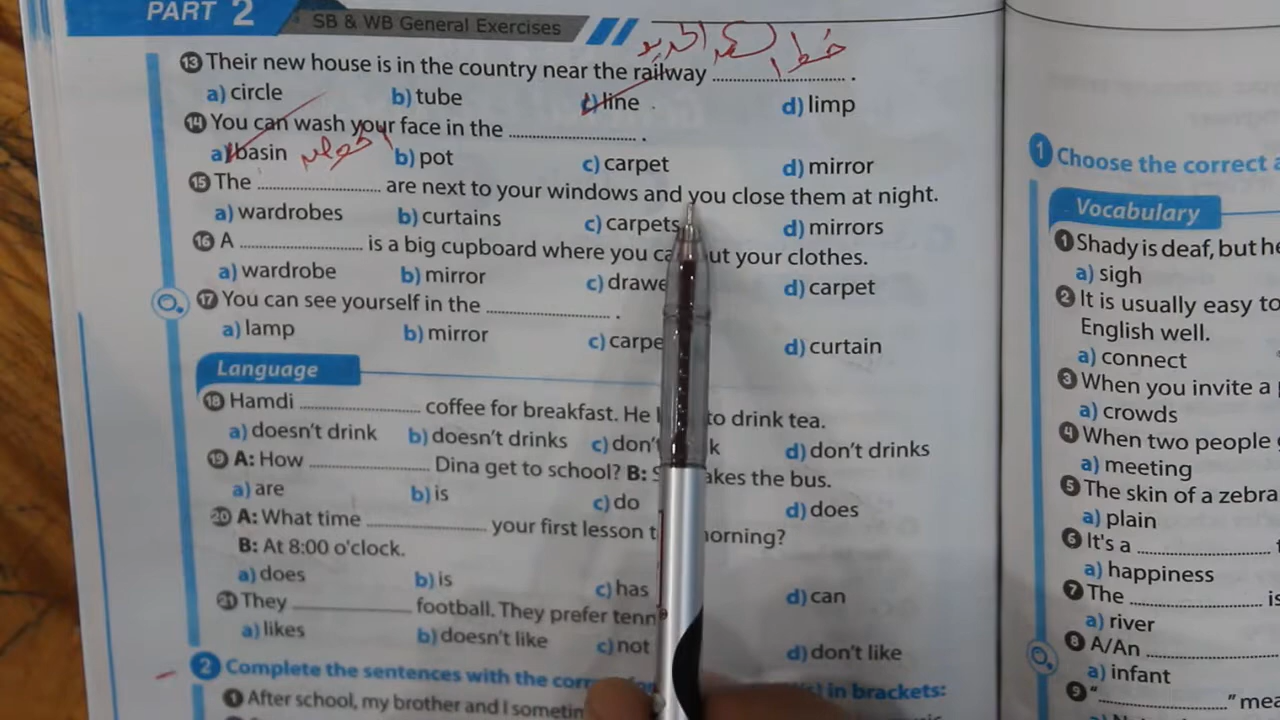 PART 2
SB & WB General Exercises
خط السكه الحديد
13 Their new house is in the country near the railway .................... .
a) circle b) tube c) line d) limp
14 You can wash your face in the .................... .
a) basin الحوض b) pot c) carpet d) mirror
15 The .................... are next to your windows and you close them at night.
a) wardrobes b) curtains c) carpets d) mirrors
16 A .................... is a big cupboard where you ca ut your clothes.
a) wardrobe b) mirror c) drawe d) carpet
17 You can see yourself in the .................... .
a) lamp b) mirror c) carpe d) curtain
Language
18 Hamdi .................... coffee for breakfast. He to drink tea.
a) doesn't drink b) doesn't drinks c) don't k d) don't drinks
19 A: How .................... Dina get to school? B: S akes the bus.
a) are b) is c) do d) does
20 A: What time .................... your first lesson t orning?
B: At 8:00 o'clock.
a) does b) is c) has d) can
21 They .................... football. They prefer tenn
a) likes b) doesn't like c) not d) don't like
2 Complete the sentences with the corr in brackets:
1 After school, my brother and I sometin
1 Choose the correct a
Vocabulary
1 Shady is deaf, but he
a) sigh
2 It is usually easy to
English well.
a) connect
3 When you invite a
a) crowds
4 When two people
a) meeting
5 The skin of a zebra
a) plain
6 It's a ....................
a) happiness
7 The .................... is
a) river
8 A/An ....................
a) infant
9 "...................." mea